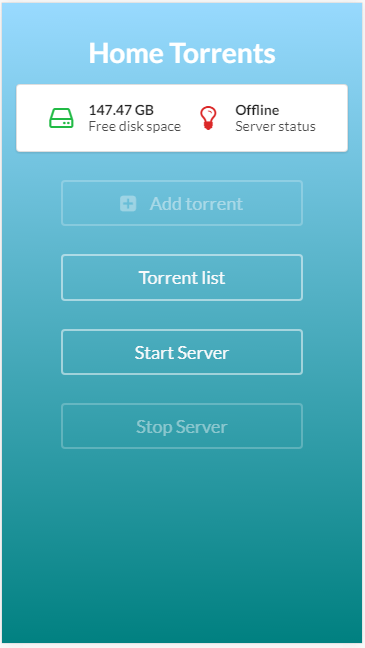 Home Torrents
147.47 GB
Free disk space
Offline
Server status
Add torrent
Torrent list
Start Server
Stop Server